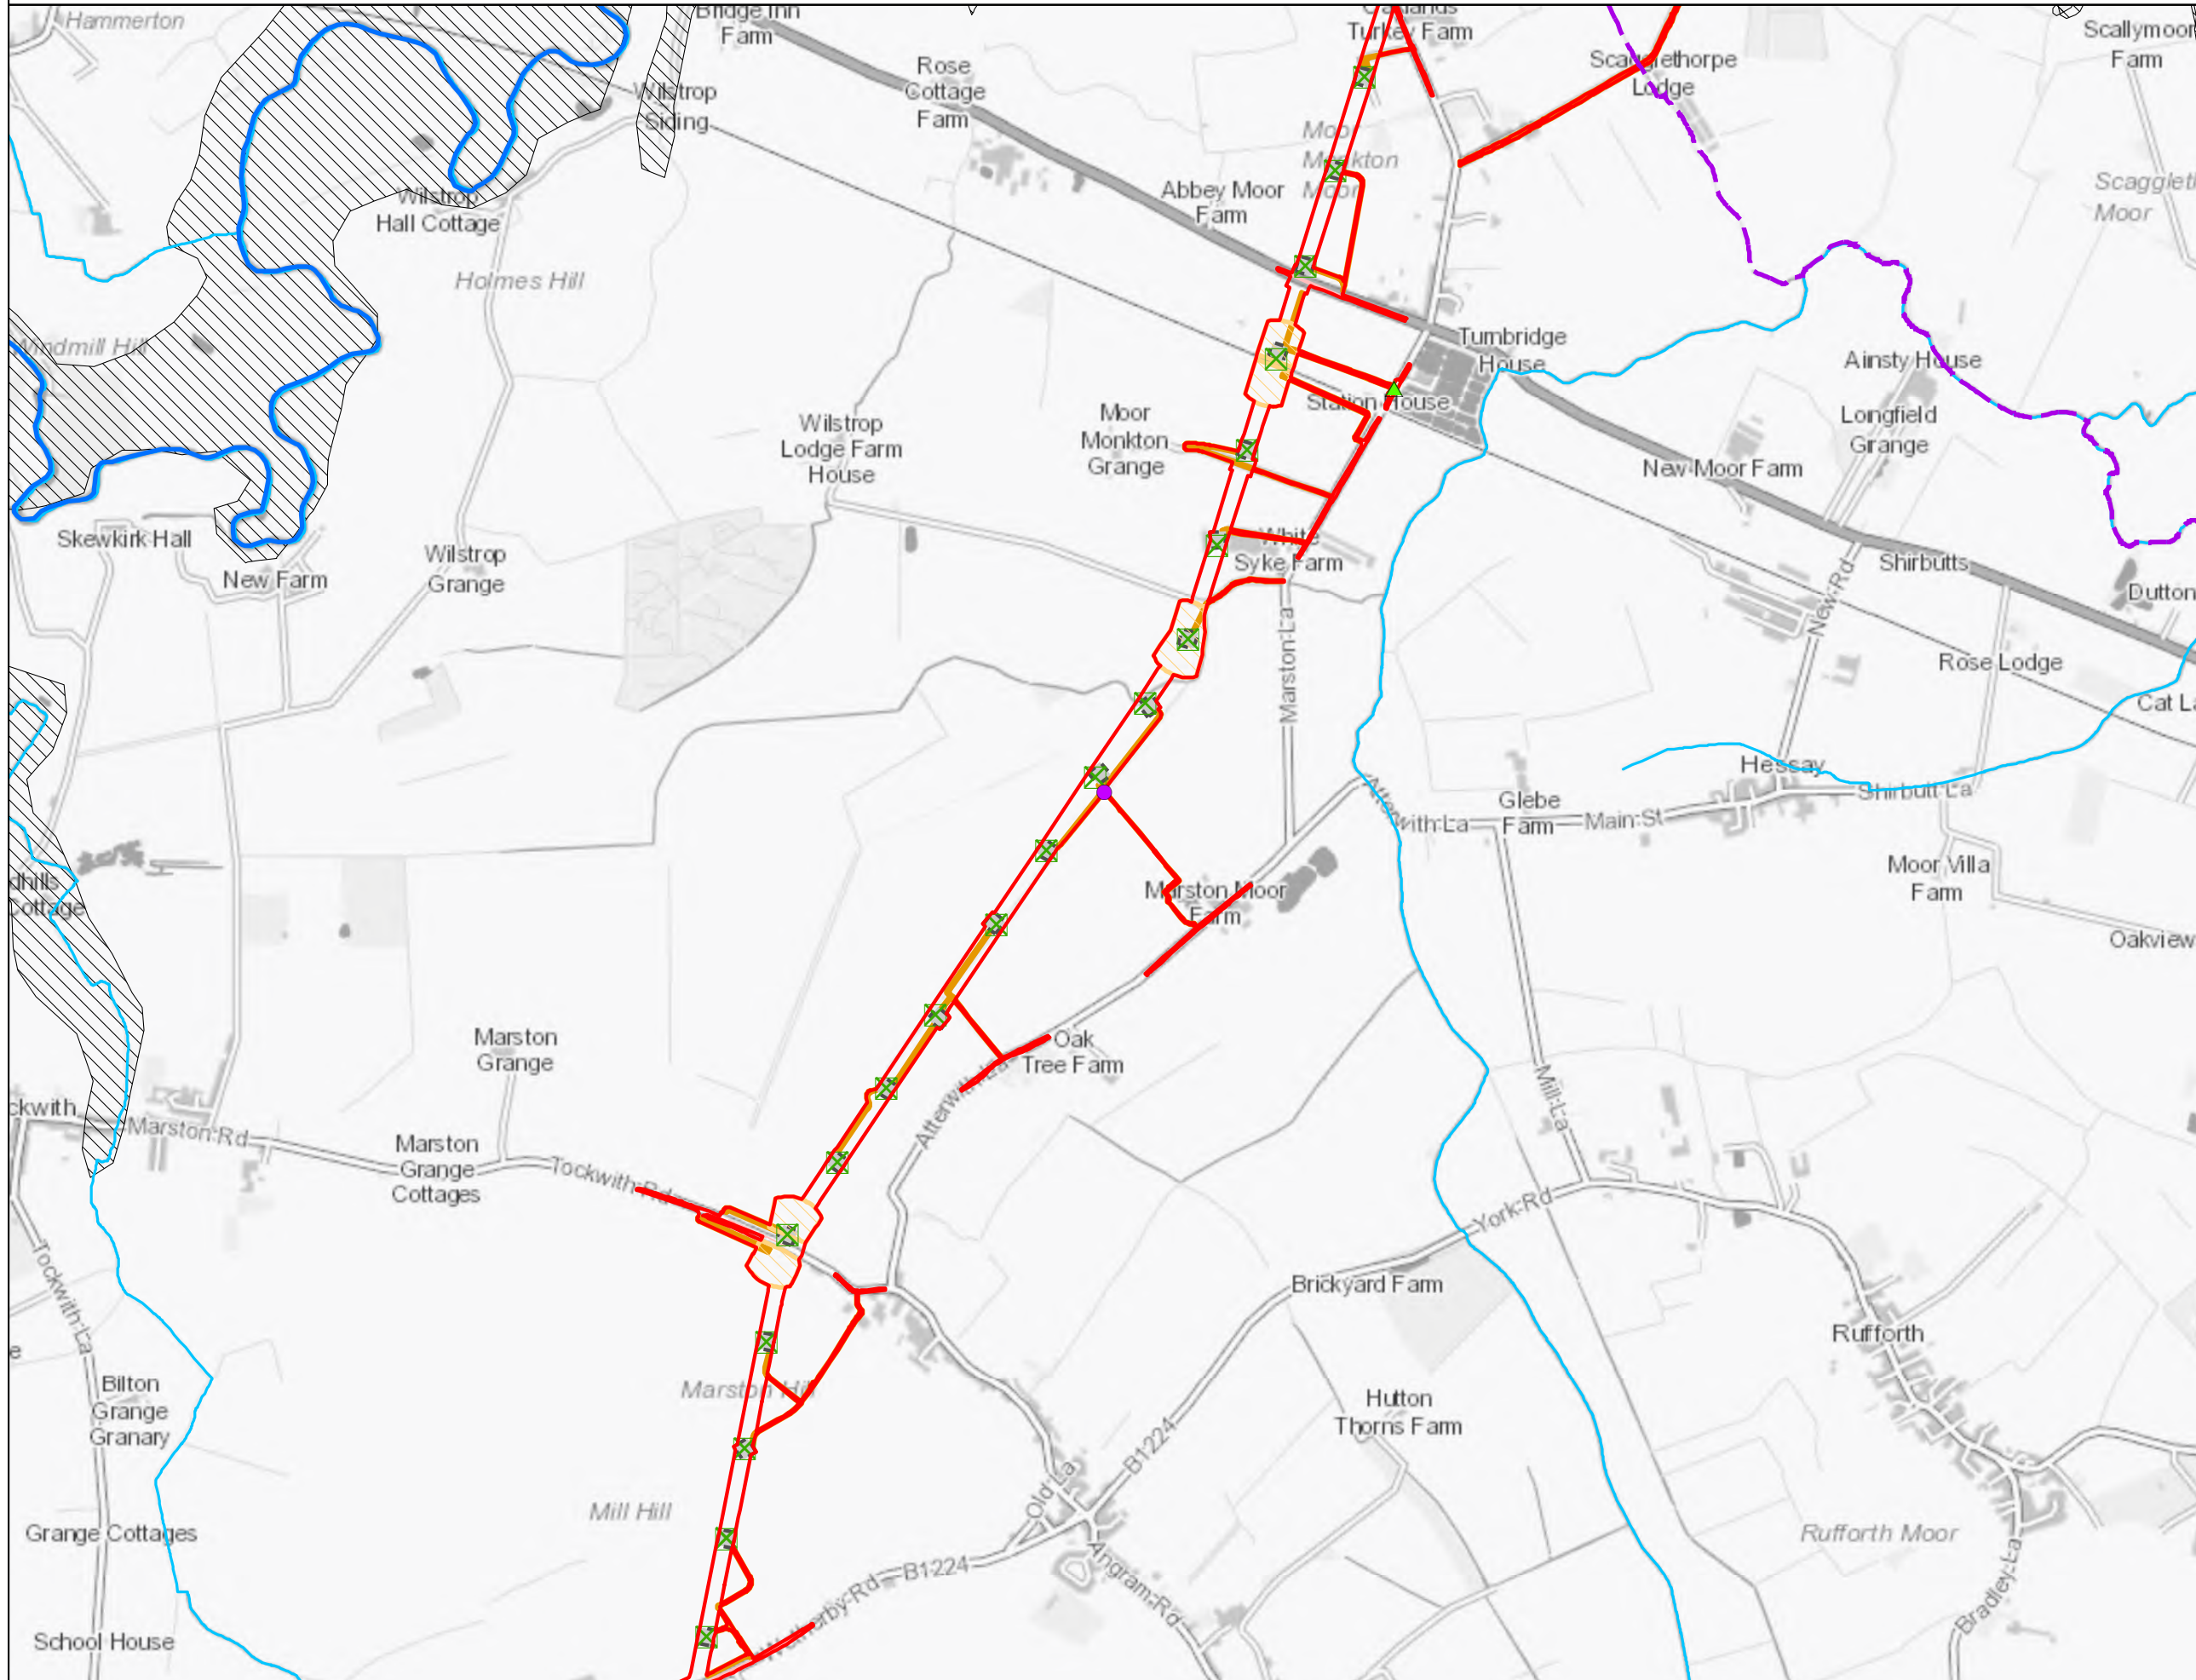 Hammerton
Bridge Inn
Farm
Rose
Cottage
Farm
Wilstrop
Siding
Turkey Farm
Scagglethorpe
Lodge
Scallymoor
Farm
Moor
Monkton
Moor
Abbey Moor
Farm
Wilstrop
Hall Cottage
Holmes Hill
Windmill Hill
Moor
Tumbridge
House
Ainsty House
Station House
Longfield
Grange
Moor
Monkton
Grange
Wilstrop
Lodge Farm
House
New Moor Farm
Skewkirk Hall
New Farm
Wilstrop
Grange
White
Syke Farm
Shirbutts
Dutton
New Rd
Marston La
Rose Lodge
Cat La
Hessay
Shirbutt La
Glebe
Farm
Main St
Atterwith La
Moor Villa
Farm
Marston Moor
Farm
dhills
Cottage
Oakview
Marston
Grange
Oak
Tree Farm
Atterwith La
Mill La
ckwith
Marston Rd
Marston
Grange
Cottages
Tockwith Rd
York Rd
Brickyard Farm
Rufforth
Tockwith La
e
Bilton
Grange
Granary
Marston Hill
Hutton
Thorns Farm
B1224
Old La
Mill Hill
Grange Cottages
Rufforth Moor
B1224
Wetherby Rd
Angram Rd
Bradley La
School House